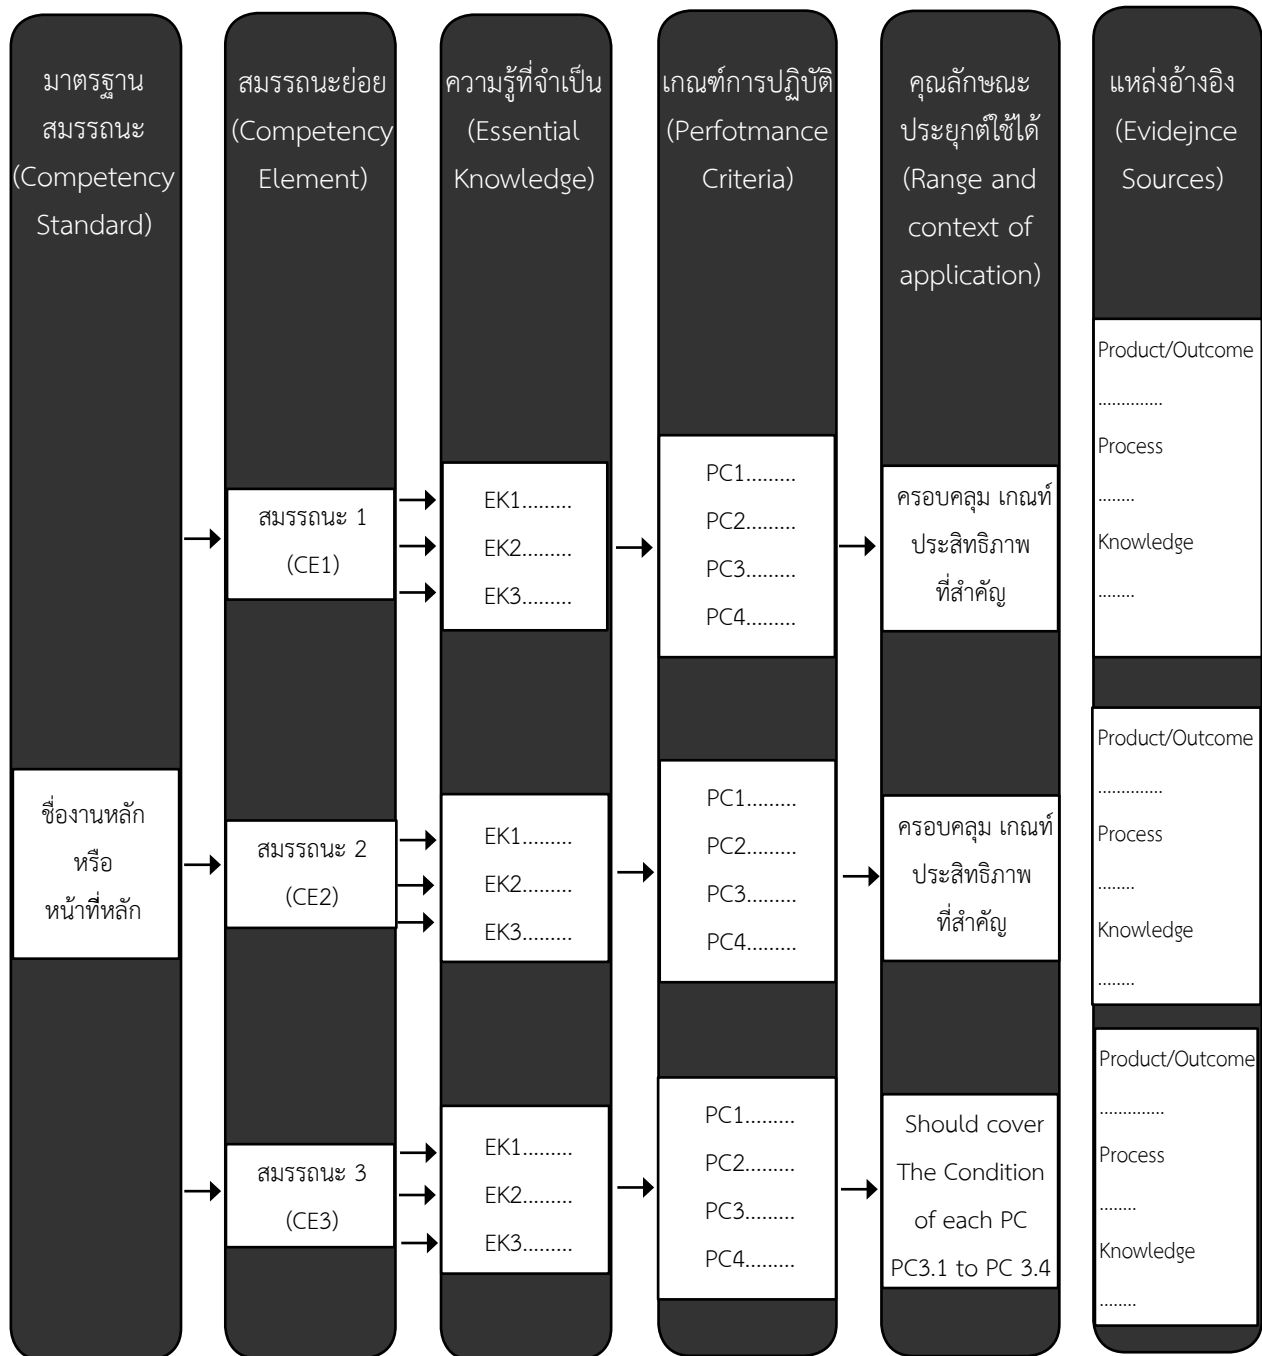 มาตรฐาน
สมรรถนะ
(Competency
Standard)
สมรรถนะย่อย
(Competency
Element)
ความรู้ที่จำเป็น
(Essential
Knowledge)
เกณฑ์การปฏิบัติ
(Perfotmance
Criteria)
คุณลักษณะ
ประยุกต์ใช้ได้
(Range and
context of
application)
แหล่งอ้างอิง
(Evidejnce
Sources)
ชื่องานหลัก
หรือ
หน้าที่หลัก
สมรรถนะ 1
(CE1)
EK1.........
EK2.........
EK3.........
PC1.........
PC2.........
PC3.........
PC4.........
ครอบคลุม เกณฑ์
ประสิทธิภาพ
ที่สำคัญ
Product/Outcome
..............
Process
........
Knowledge
........
สมรรถนะ 2
(CE2)
EK1.........
EK2.........
EK3.........
PC1.........
PC2.........
PC3.........
PC4.........
ครอบคลุม เกณฑ์
ประสิทธิภาพ
ที่สำคัญ
Product/Outcome
..............
Process
........
Knowledge
........
สมรรถนะ 3
(CE3)
EK1.........
EK2.........
EK3.........
PC1.........
PC2.........
PC3.........
PC4.........
Should cover
The Condition
of each PC
PC3.1 to PC 3.4
Product/Outcome
..............
Process
........
Knowledge
........